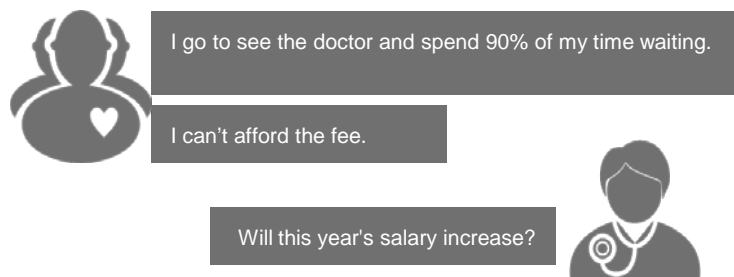 I go to see the doctor and spend 90% of my time waiting.
I can’t afford the fee.
Will this year's salary increase?